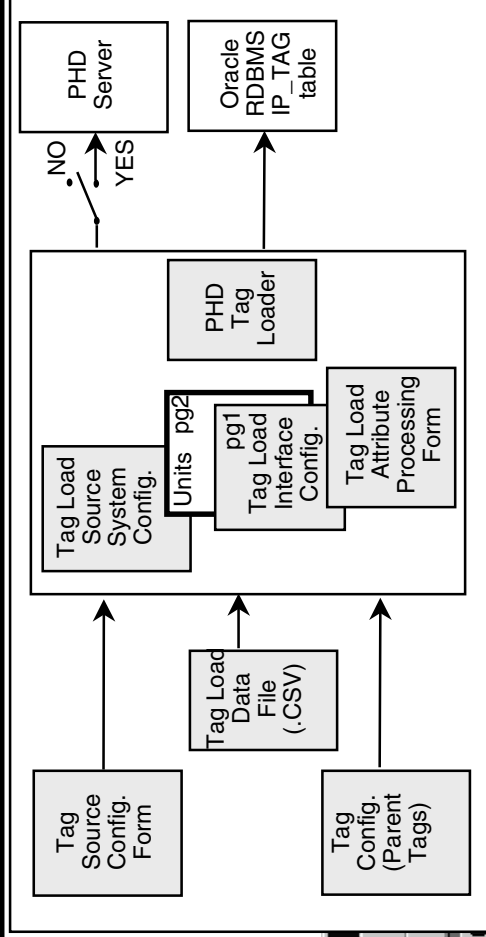 Tag
Source
Config.
Form
Tag Load
Data
File
(.CSV)
Tag
Config.
(Parent
Tags)
Tag Load
Source
System
Config.
Units pg2
pg1
Tag Load
Interface
Config.
Tag Load
Attribute
Processing
Form
PHD
Tag
Loader
NO
YES
PHD
Server
Oracle
RDBMS
IP_TAG
table